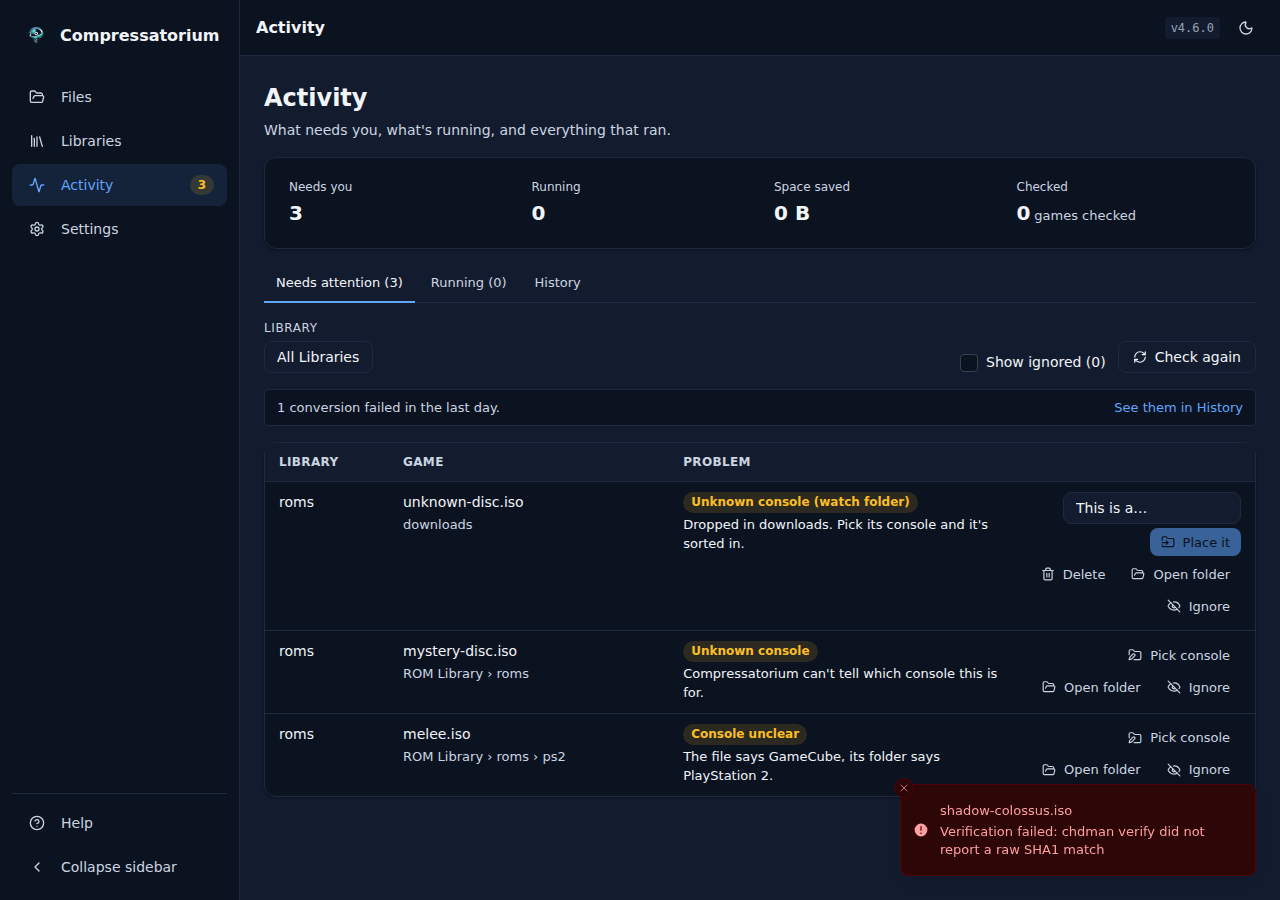 Compressatorium
Activity
v4.6.0
Files
Libraries
Activity 3
Settings
Help
Collapse sidebar
Activity
What needs you, what's running, and everything that ran.
Needs you Running Space saved Checked
3 0 0 B 0 games checked
Needs attention (3) Running (0) History
LIBRARY
All Libraries Show ignored (0) Check again
1 conversion failed in the last day. See them in History
LIBRARY GAME PROBLEM
roms unknown-disc.iso Unknown console (watch folder) This is a...
downloads Dropped in downloads. Pick its console and it's
sorted in. Place it
Delete Open folder
Ignore
roms mystery-disc.iso Unknown console Pick console
ROM Library › roms Compressatorium can't tell which console this is
for. Open folder Ignore
roms melee.iso Console unclear Pick console
ROM Library › roms › ps2 The file says GameCube, its folder says
PlayStation 2. Open folder Ignore
shadow-colossus.iso
Verification failed: chdman verify did not
report a raw SHA1 match